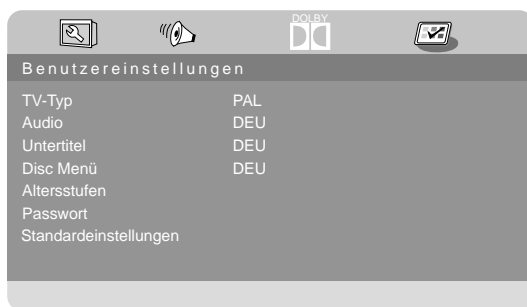 DOLBY
Benutzereinstellungen
TV-Typ PAL
Audio DEU
Untertitel DEU
Disc Menü DEU
Altersstufen
Passwort
Standardeinstellungen